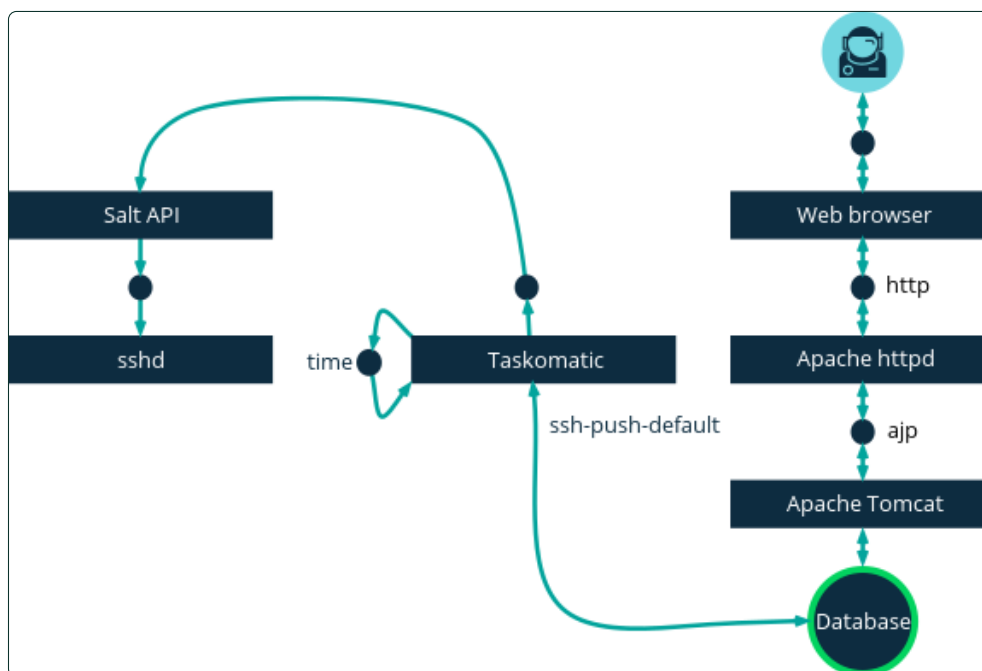 Salt API
Web browser
http
sshd
time
Taskomatic
Apache httpd
ssh-push-default
ajp
Apache Tomcat
Database